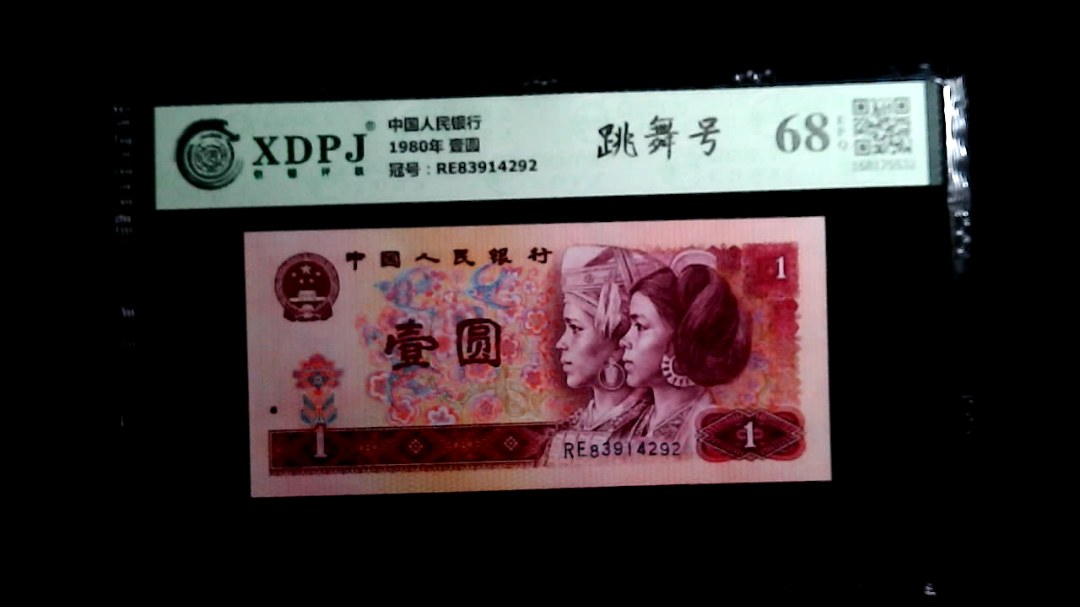 XDPJ®
中国人民银行
1980年 壹圆
冠号：RE83914292
跳舞号
68
EPQ
中国人民银行
1
壹圆
1
RE83914292
1